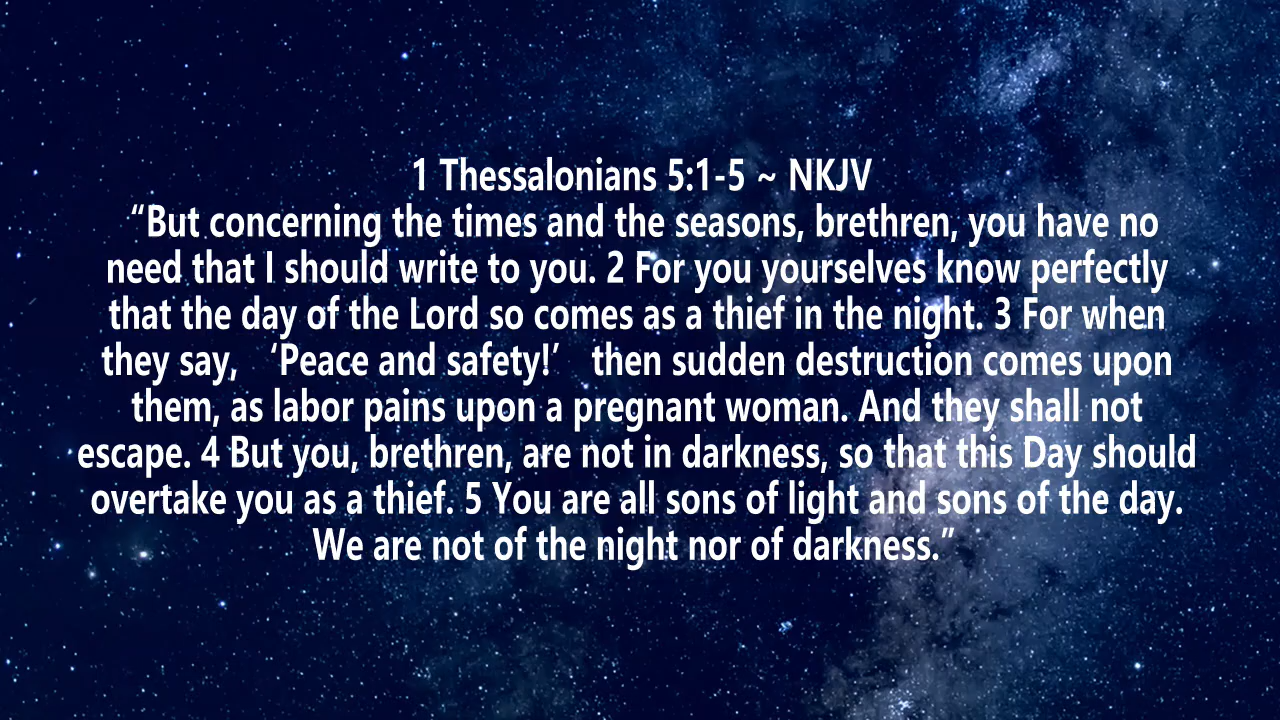 1 Thessalonians 5:1-5 ~ NKJV
“But concerning the times and the seasons, brethren, you have no
need that I should write to you. 2 For you yourselves know perfectly
that the day of the Lord so comes as a thief in the night. 3 For when
they say, ‘Peace and safety!’ then sudden destruction comes upon
them, as labor pains upon a pregnant woman. And they shall not
escape. 4 But you, brethren, are not in darkness, so that this Day should
overtake you as a thief. 5 You are all sons of light and sons of the day.
We are not of the night nor of darkness.”